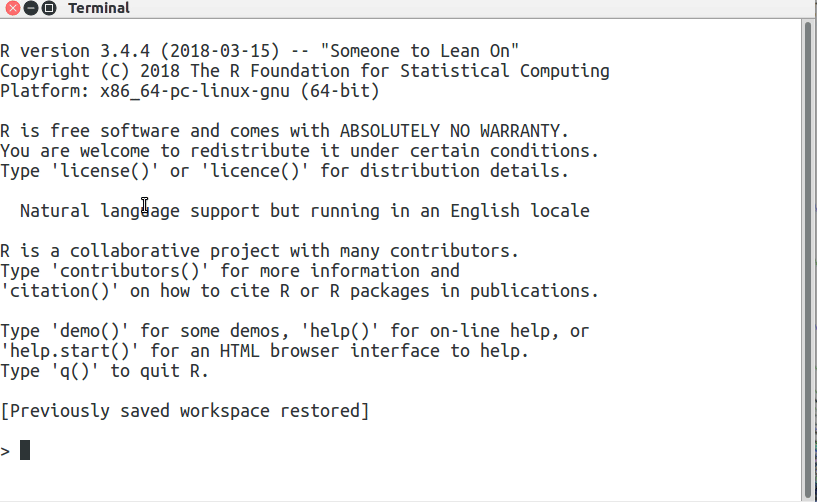 Terminal
R version 3.4.4 (2018-03-15) -- "Someone to Lean On"
Copyright (C) 2018 The R Foundation for Statistical Computing
Platform: x86_64-pc-linux-gnu (64-bit)
R is free software and comes with ABSOLUTELY NO WARRANTY.
You are welcome to redistribute it under certain conditions.
Type 'license()' or 'licence()' for distribution details.
Natural language support but running in an English locale
R is a collaborative project with many contributors.
Type 'contributors()' for more information and
'citation()' on how to cite R or R packages in publications.
Type 'demo()' for some demos, 'help()' for on-line help, or
'help.start()' for an HTML browser interface to help.
Type 'q()' to quit R.
[Previously saved workspace restored]
>